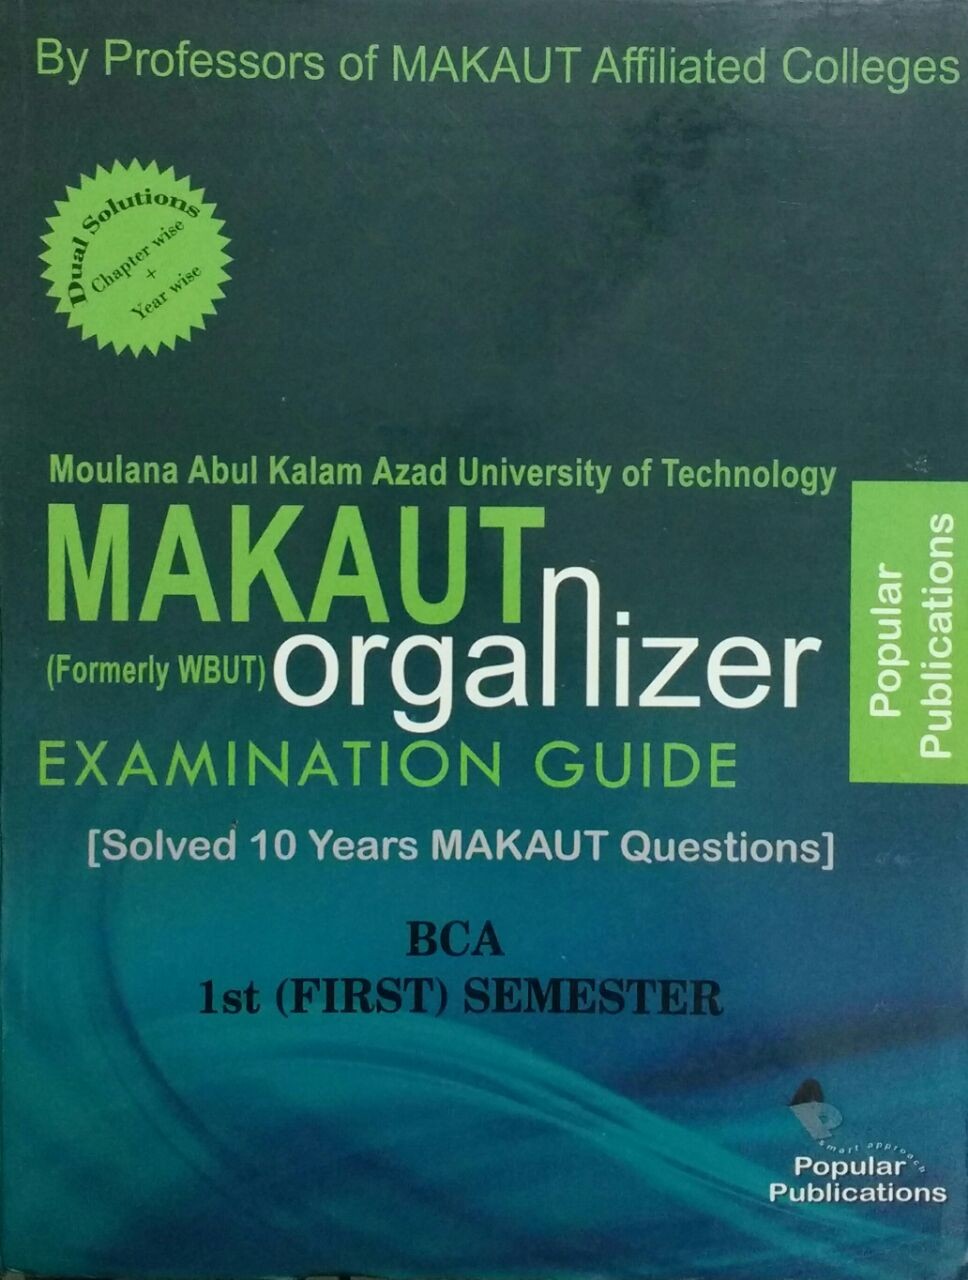 By Professors of MAKAUT Affiliated Colleges
Dual Solutions
Chapter wise
+
Year wise
Moulana Abul Kalam Azad University of Technology
MAKAUT
(Formerly WBUT)
organizer
EXAMINATION GUIDE
[Solved 10 Years MAKAUT Questions]
BCA
1st (FIRST) SEMESTER
Popular
Publications
P
smart approach
Popular
Publications